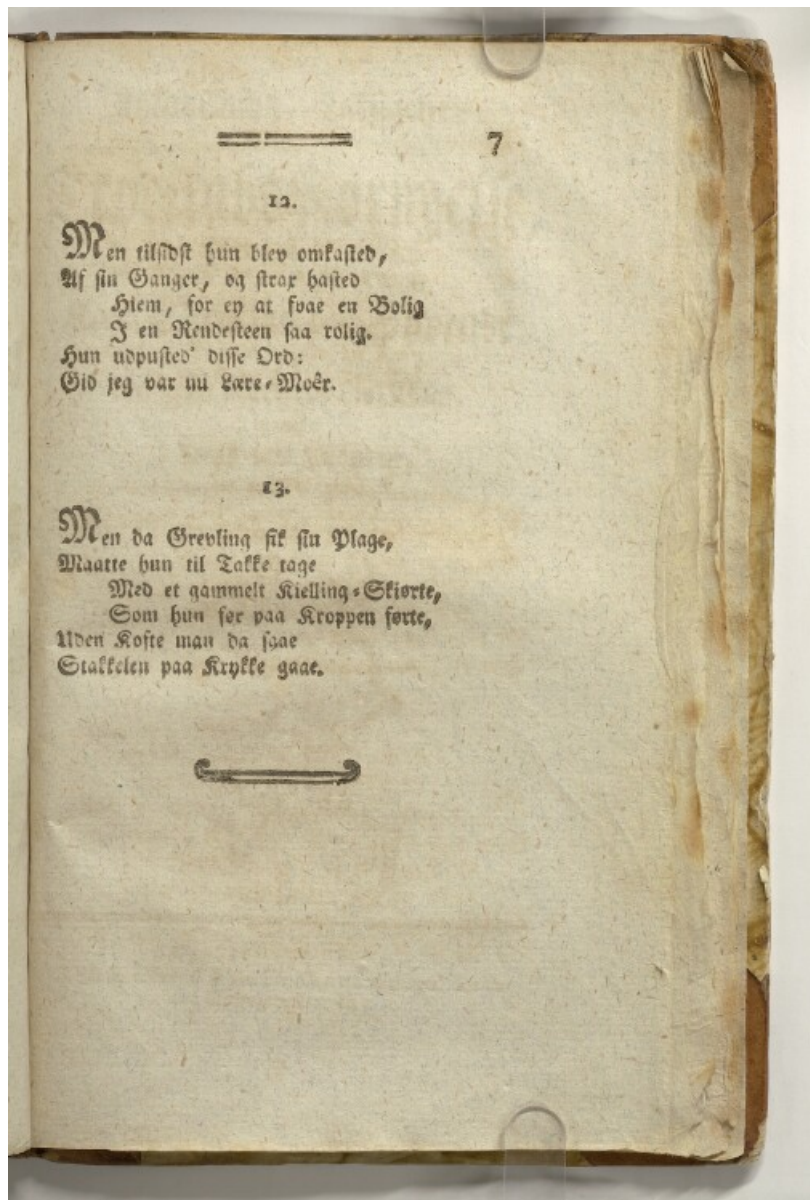 7
12.
Men tilsidst hun blev omkasted,
Af sin Ganger, og strax hasted
Hiem, for ey at fvae en Bolig
I en Rendesteen saa rolig.
Hun udpusted' disse Ord:
Gid jeg var nu Lære-Moêr.
13.
Men da Grevling fik sin Plage,
Maatte hun til Takke tage
Med et gammelt Kielling-Skiørte,
Som hun før paa Kroppen førte,
Uden Kofte man da saae
Stakkelen paa Krykke gaae.